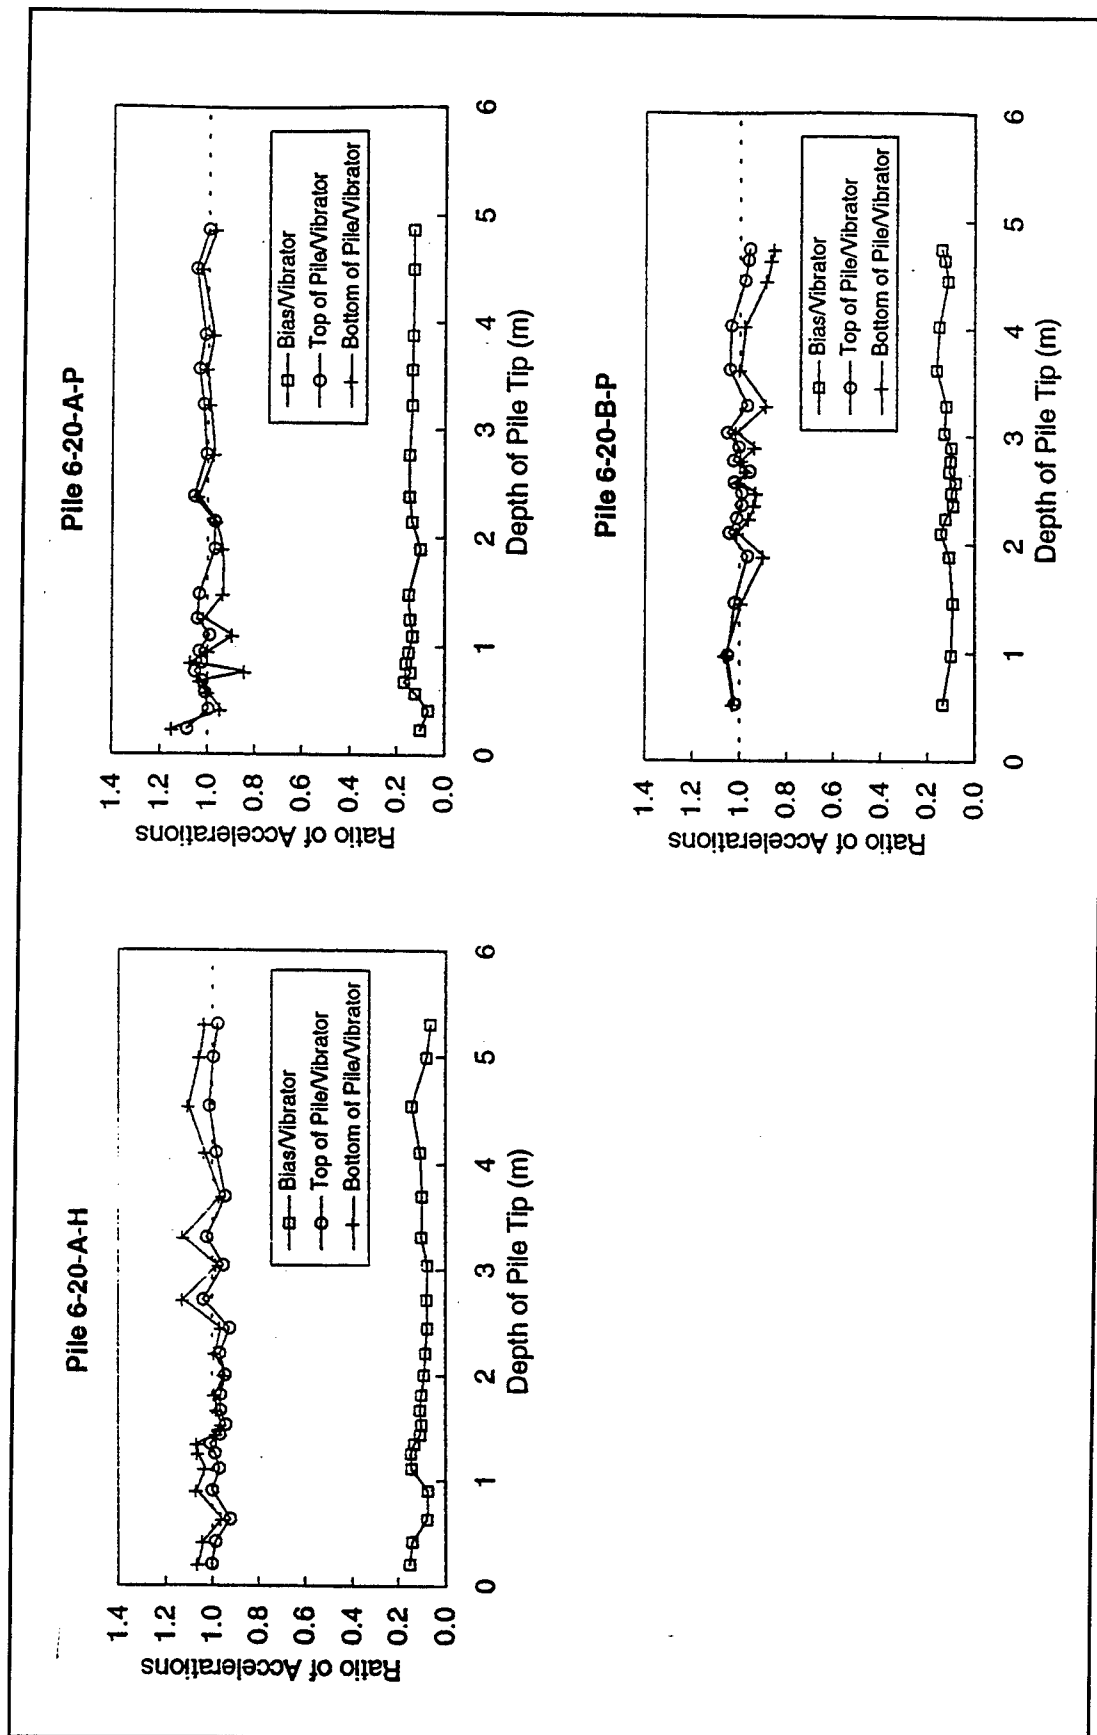 Pile 6-20-A-H
Ratio of Accelerations
1.4
1.2
1.0
0.8
0.6
0.4
0.2
0.0
Bias/Vibrator
Top of Pile/Vibrator
Bottom of Pile/Vibrator
0 1 2 3 4 5 6
Depth of Pile Tip (m)
Pile 6-20-A-P
Ratio of Accelerations
1.4
1.2
1.0
0.8
0.6
0.4
0.2
0.0
Bias/Vibrator
Top of Pile/Vibrator
Bottom of Pile/Vibrator
0 1 2 3 4 5 6
Depth of Pile Tip (m)
Pile 6-20-B-P
Ratio of Accelerations
1.4
1.2
1.0
0.8
0.6
0.4
0.2
0.0
Bias/Vibrator
Top of Pile/Vibrator
Bottom of Pile/Vibrator
0 1 2 3 4 5 6
Depth of Pile Tip (m)